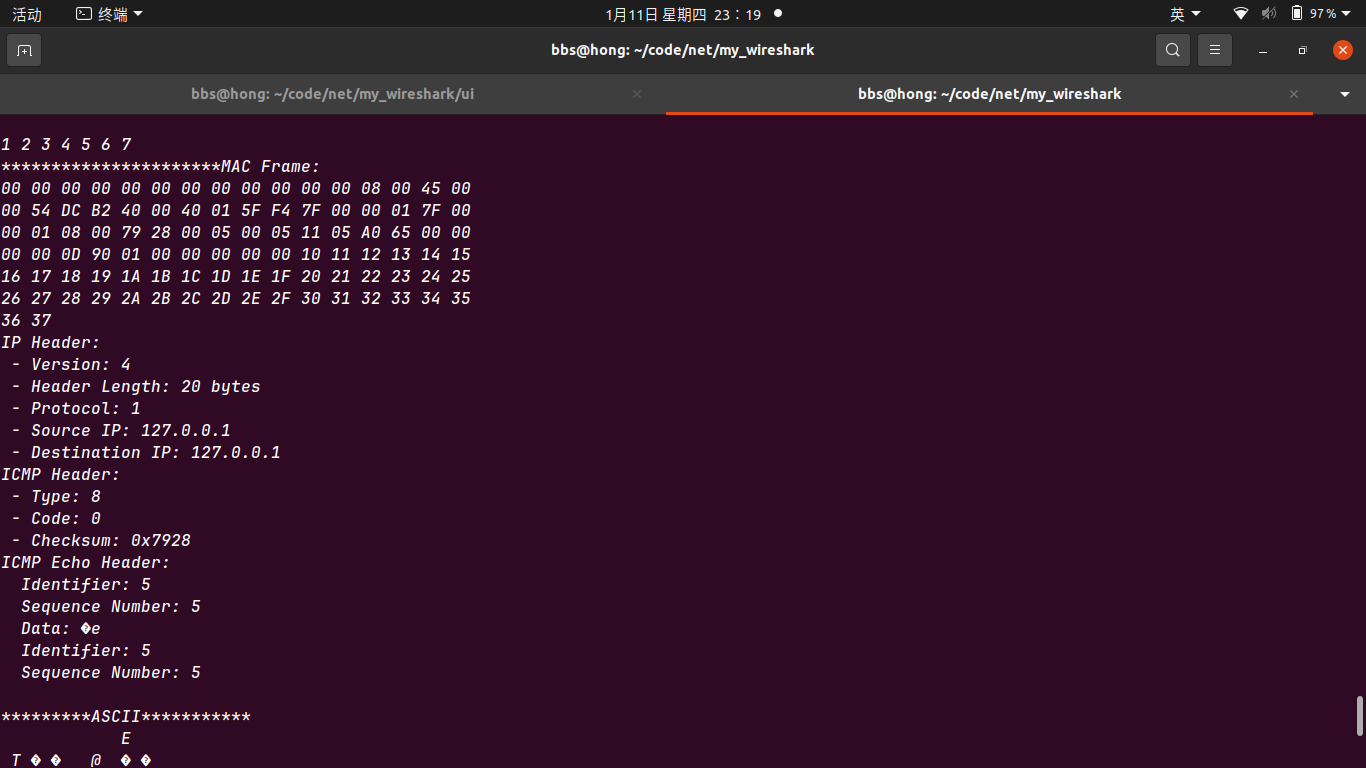 活动 终端 1月11日 星期四 23：19 英 97%
bbs@hong: ~/code/net/my_wireshark
bbs@hong: ~/code/net/my_wireshark/ui bbs@hong: ~/code/net/my_wireshark
1 2 3 4 5 6 7
**********************MAC Frame:
00 00 00 00 00 00 00 00 00 00 00 00 08 00 45 00
00 54 DC B2 40 00 40 01 5F F4 7F 00 00 01 7F 00
00 01 08 00 79 28 00 05 00 05 11 05 A0 65 00 00
00 00 0D 90 01 00 00 00 00 00 10 11 12 13 14 15
16 17 18 19 1A 1B 1C 1D 1E 1F 20 21 22 23 24 25
26 27 28 29 2A 2B 2C 2D 2E 2F 30 31 32 33 34 35
36 37
IP Header:
 - Version: 4
 - Header Length: 20 bytes
 - Protocol: 1
 - Source IP: 127.0.0.1
 - Destination IP: 127.0.0.1
ICMP Header:
 - Type: 8
 - Code: 0
 - Checksum: 0x7928
ICMP Echo Header:
  Identifier: 5
  Sequence Number: 5
  Data: �e
  Identifier: 5
  Sequence Number: 5
*********ASCII***********
            E
 T � �   @  � �